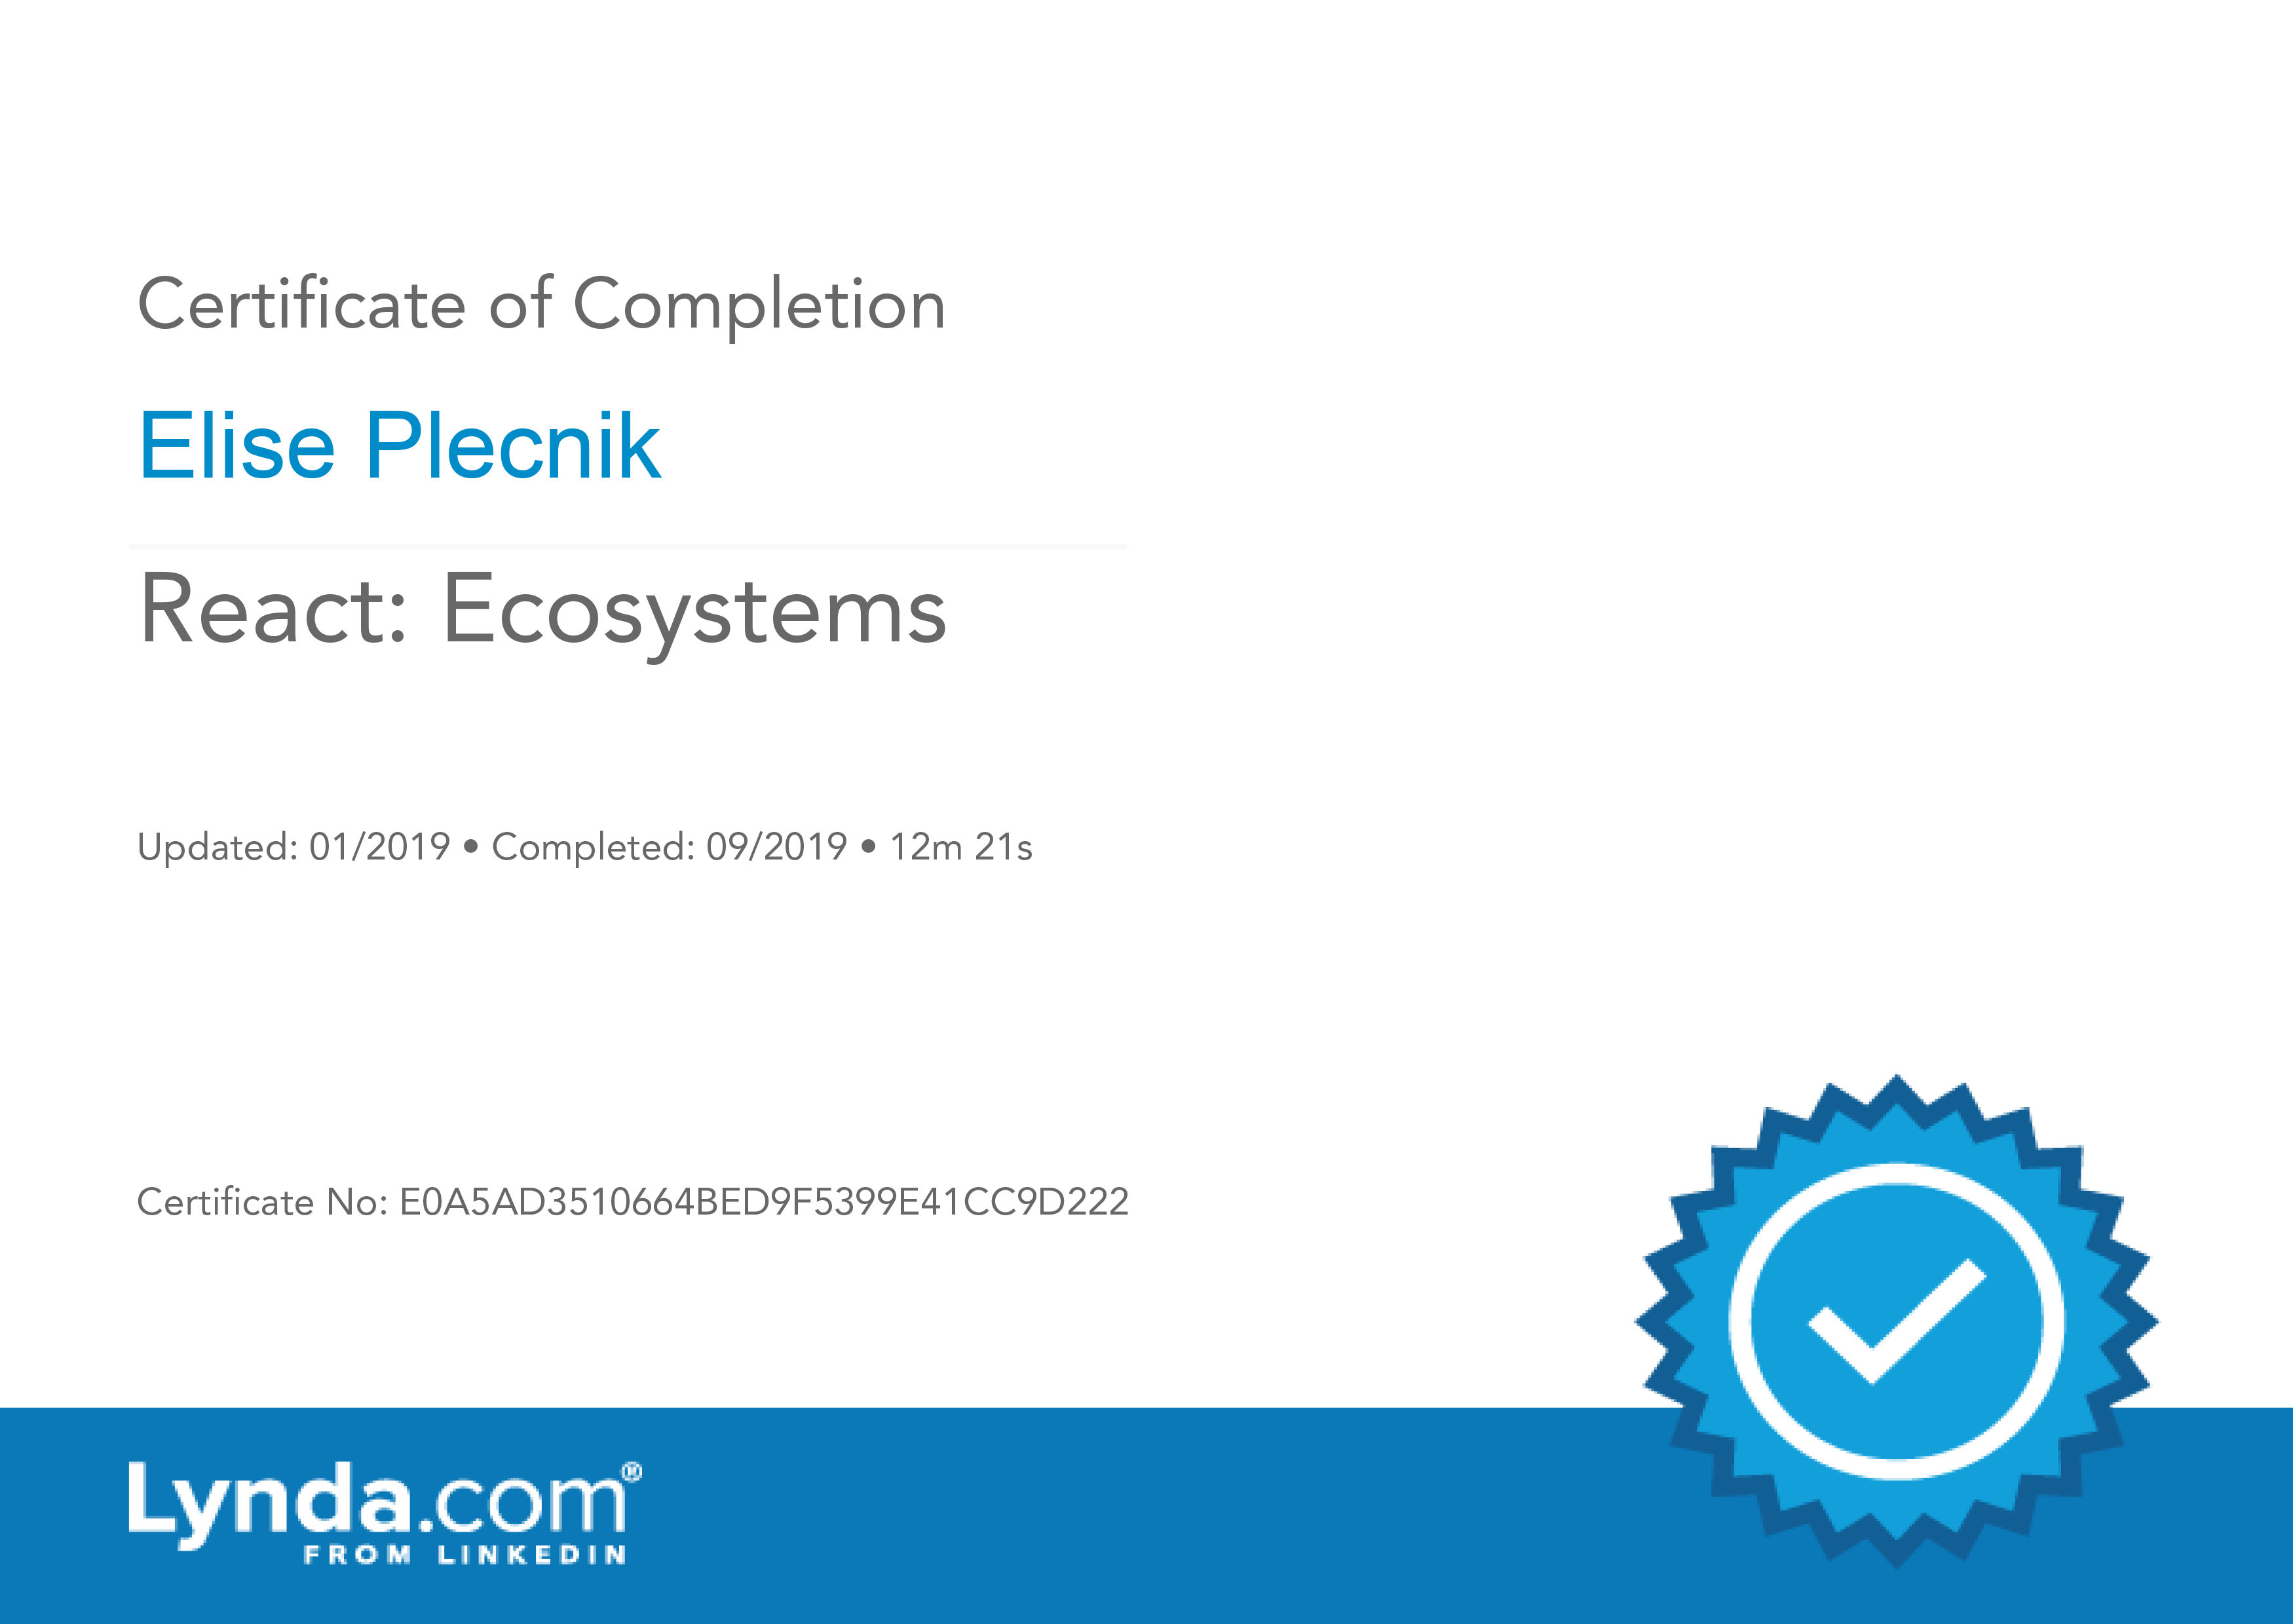 Certificate of Completion
Elise Plecnik
React: Ecosystems
Updated: 01/2019 • Completed: 09/2019 • 12m 21s
Certificate No: E0A5AD3510664BED9F5399E41CC9D222
Lynda.com®
FROM LINKEDIN